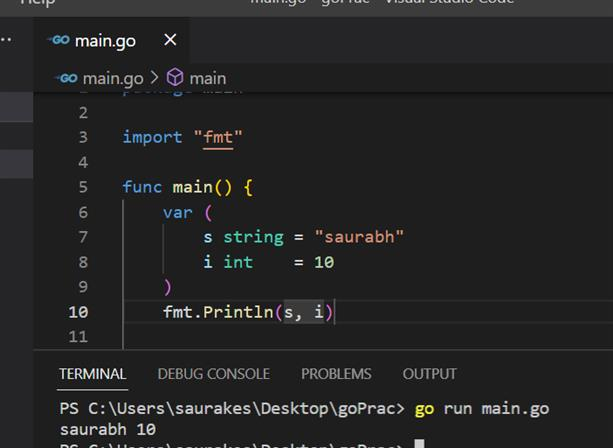 Help main.go - goPrac - Visual Studio Code
GO main.go ×
GO main.go > main
1 package main
2
3 import "fmt"
4
5 func main() {
6 var (
7 s string = "saurabh"
8 i int = 10
9 )
10 fmt.Println(s, i)
11
TERMINAL DEBUG CONSOLE PROBLEMS OUTPUT
PS C:\Users\saurakes\Desktop\goPrac> go run main.go
saurabh 10
PS C:\Users\saurakes\Desktop\goPrac>